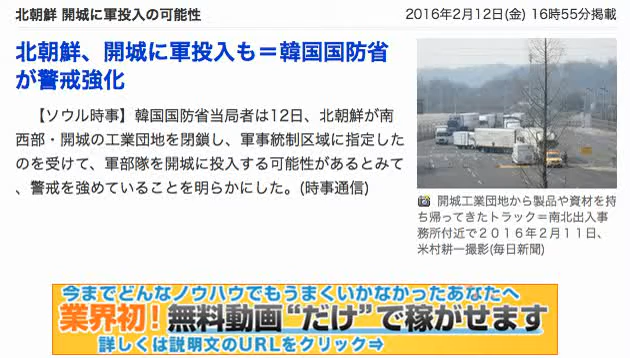 北朝鮮 開城に軍投入の可能性
2016年2月12日(金) 16時55分掲載
北朝鮮、開城に軍投入も＝韓国国防省
が警戒強化
【ソウル時事】韓国国防省当局者は12日、北朝鮮が南
西部・開城の工業団地を閉鎖し、軍事統制区域に指定した
のを受けて、軍部隊を開城に投入する可能性があるとみて
、警戒を強めていることを明らかにした。(時事通信)
開城工業団地から製品や資材を持
ち帰ってきたトラック＝南北出入事
務所付近で２０１６年２月１１日、
米村耕一撮影(毎日新聞)
今までどんなノウハウでもうまくいかなかったあなたへ
業界初！無料動画“だけ”で稼がせます
詳しくは説明文のURLをクリック⇒